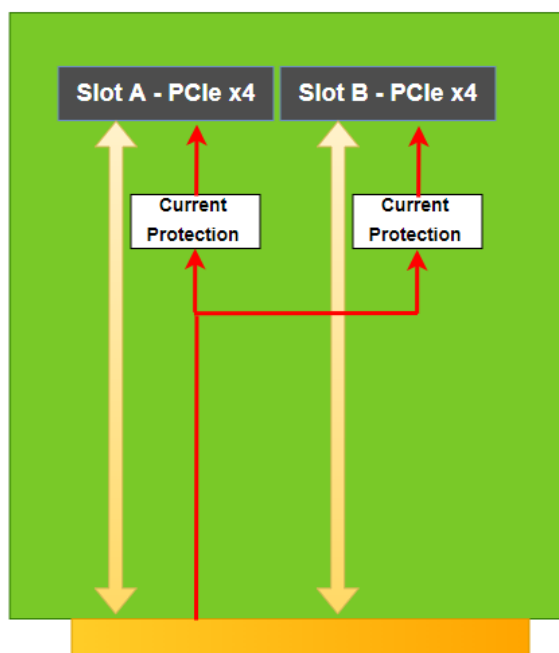 Slot A - PCIe x4
Slot B - PCIe x4
Current
Protection
Current
Protection